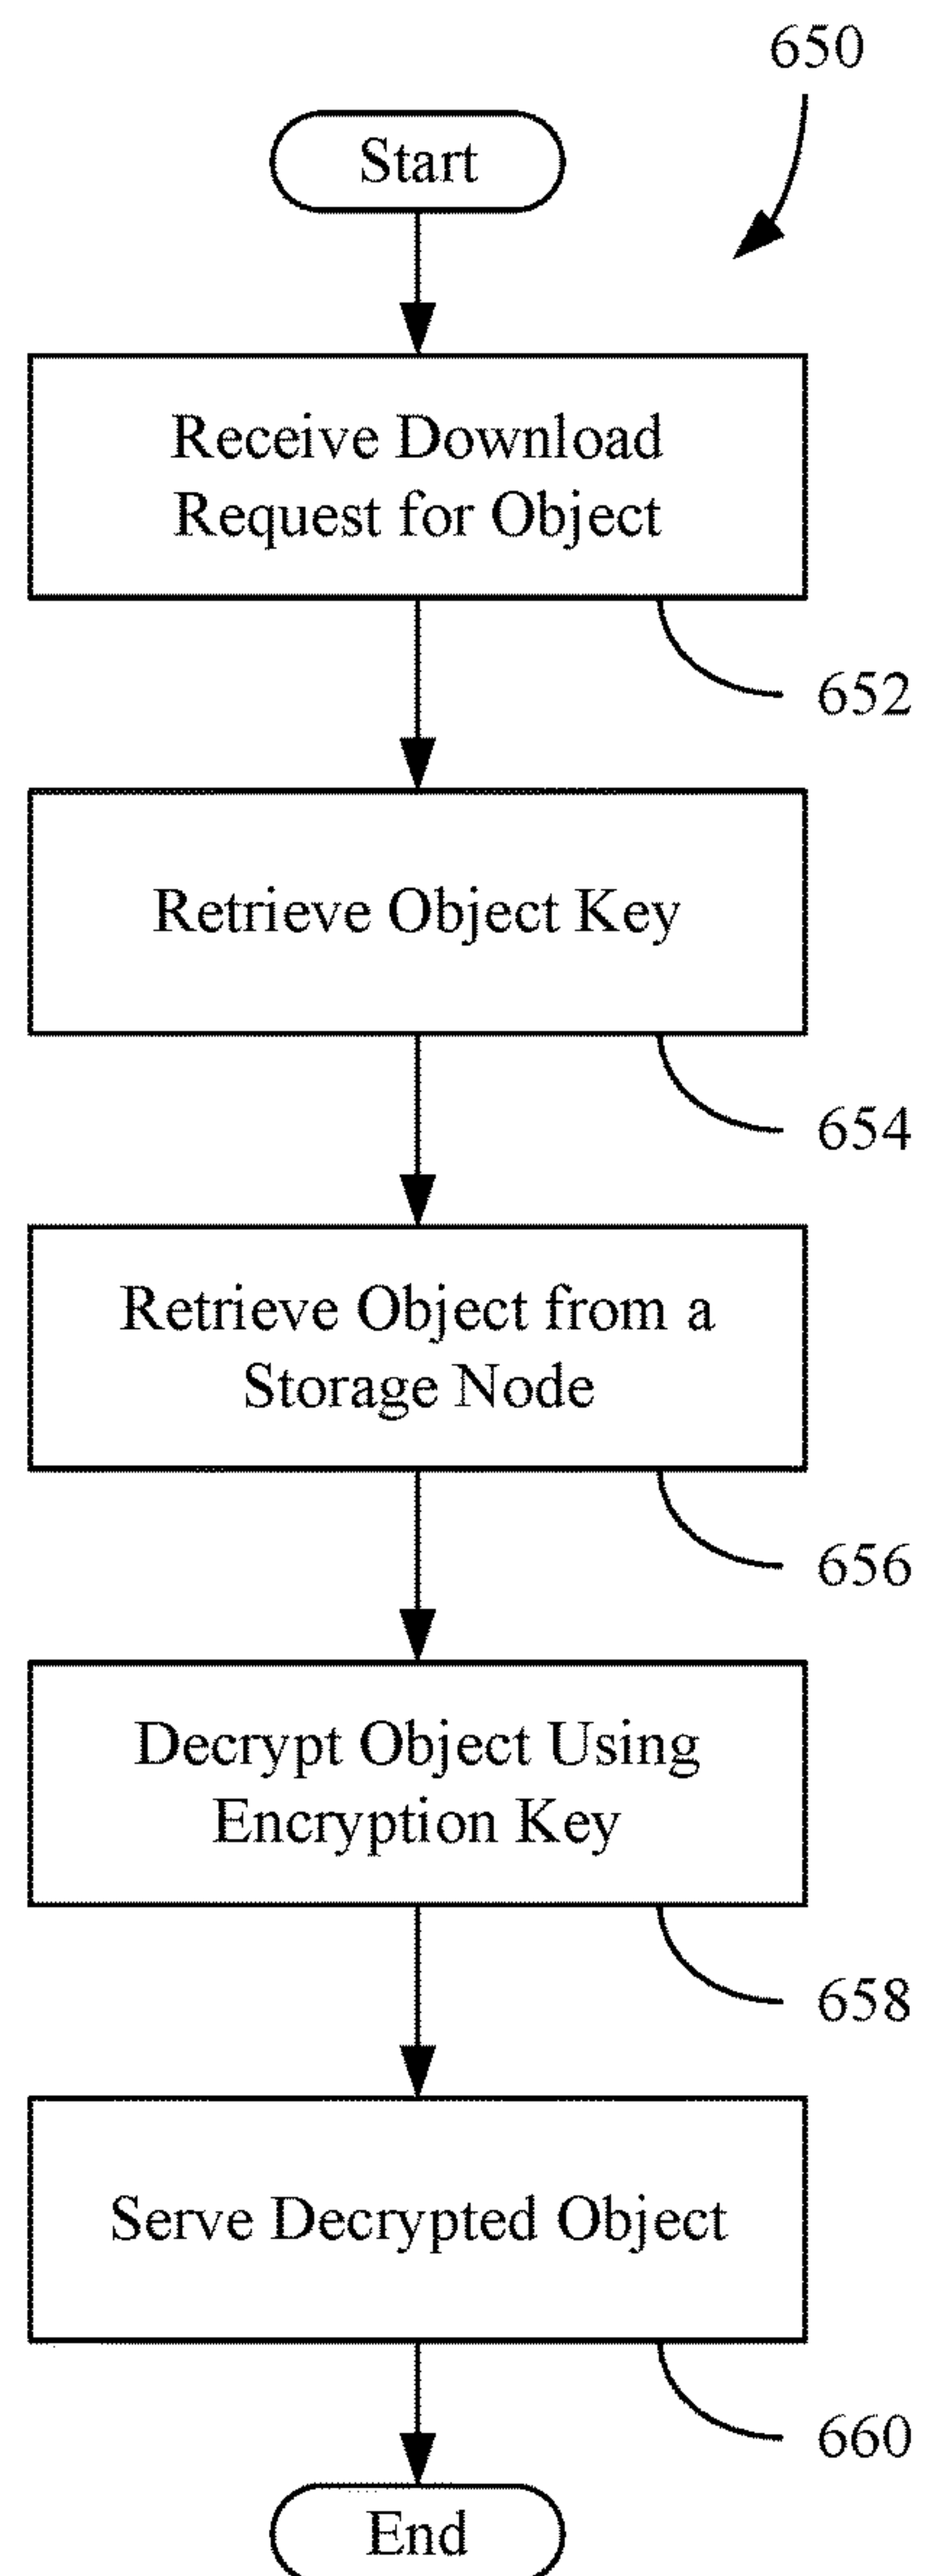 650
Start
Receive Download
Request for Object
652
Retrieve Object Key
654
Retrieve Object from a
Storage Node
656
Decrypt Object Using
Encryption Key
658
Serve Decrypted Object
660
End